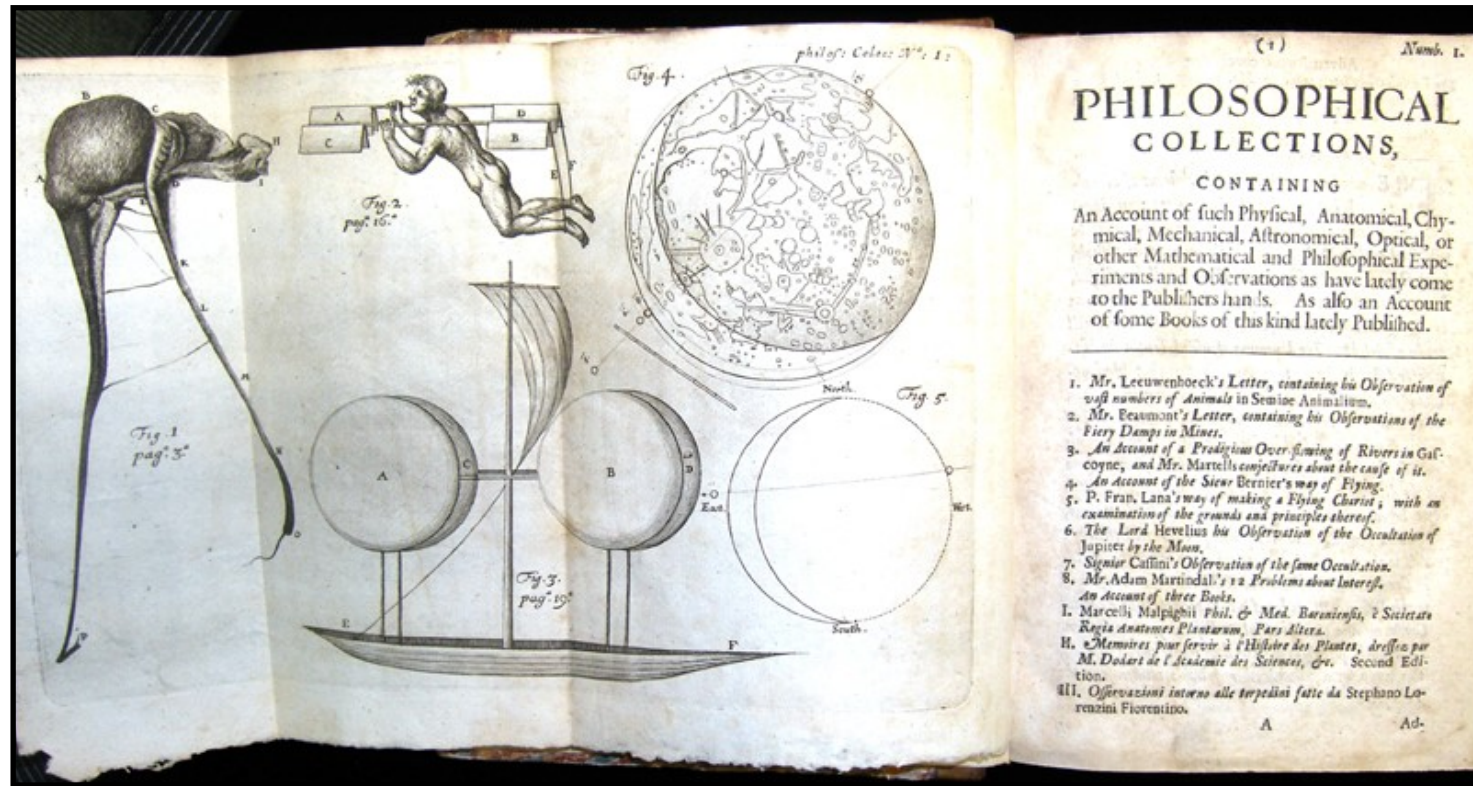 philos: Colec: No: 1:
B
C
H
A
I
D
K
L
M
N
O
P
Fig. 1
pag. 3.
A
D
C
B
E
F
Fig. 2.
pag. 16.
A
C
B
D
E
F
Fig. 3.
pag. 19.
Fig. 4.
Fig. 5.
North.
East.
West.
South.
(1)
Numb. 1.
PHILOSOPHICAL
COLLECTIONS,
CONTAINING
An Account of ſuch Phyſical, Anatomical, Chy-
mical, Mechanical, Aſtronomical, Optical, or
other Mathematical and Philoſophical Expe-
riments and Obſervations as have lately come
to the Publiſhers hands. As alſo an Account
of ſome Books of this kind lately Publiſhed.
1. Mr. Leeuwenhoeck's Letter, containing his Obſervation of
vaſt numbers of Animals in Semine Animalium.
2. Mr. Beaumont's Letter, containing his Obſervations of the
Fiery Damps in Mines.
3. An Account of a Prodigious Over-flowing of Rivers in Gaſ-
coyne, and Mr. Martels conjectures about the cauſe of it.
4. An Account of the Sieur Bernier's way of Flying.
5. P. Fran. Lana's way of making a Flying Chariot; with an
examination of the grounds and principles thereof.
6. The Lord Hevelius his Obſervation of the Occultation of
Jupiter by the Moon.
7. Signior Caſſini's Obſervation of the ſame Occultation.
8. Mr. Adam Martindal's 12 Problems about Intereſt.
An Account of three Books.
I. Marcelli Malpighii Phil. & Med. Bononienſis, è Societate
Regia Anatomes Plantarum, Pars Altera.
II. Memoires pour ſervir à l'Hiſtoire des Plantes, dreſſez par
M. Dodart de l'Academie des Sciences, &c. Second Edi-
tion.
III. Oſſervazioni intorno alle torpedini fatte da Stephano Lo-
renzini Fiorentino.
A
Ad-